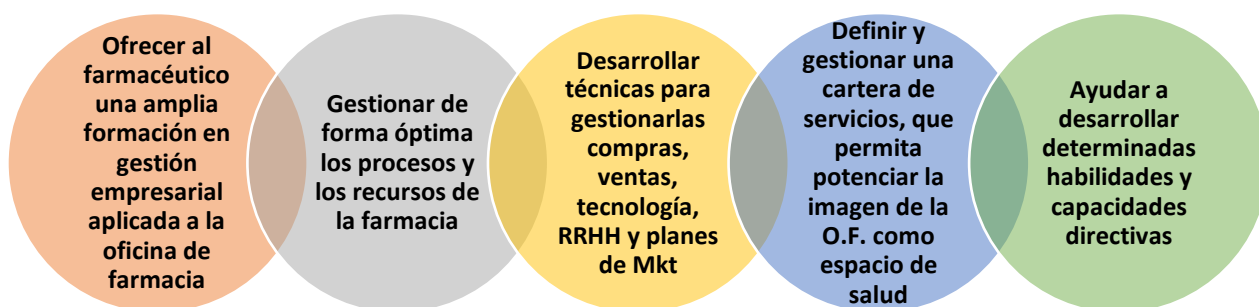 Ofrecer al
farmacéutico
una amplia
formación en
gestión
empresarial
aplicada a la
oficina de
farmacia
Gestionar de
forma óptima
los procesos y
los recursos de
la farmacia
Desarrollar
técnicas para
gestionarlas
compras,
ventas,
tecnología,
RRHH y planes
de Mkt
Definir y
gestionar una
cartera de
servicios, que
permita
potenciar la
imagen de la
O.F. como
espacio de
salud
Ayudar a
desarrollar
determinadas
habilidades y
capacidades
directivas